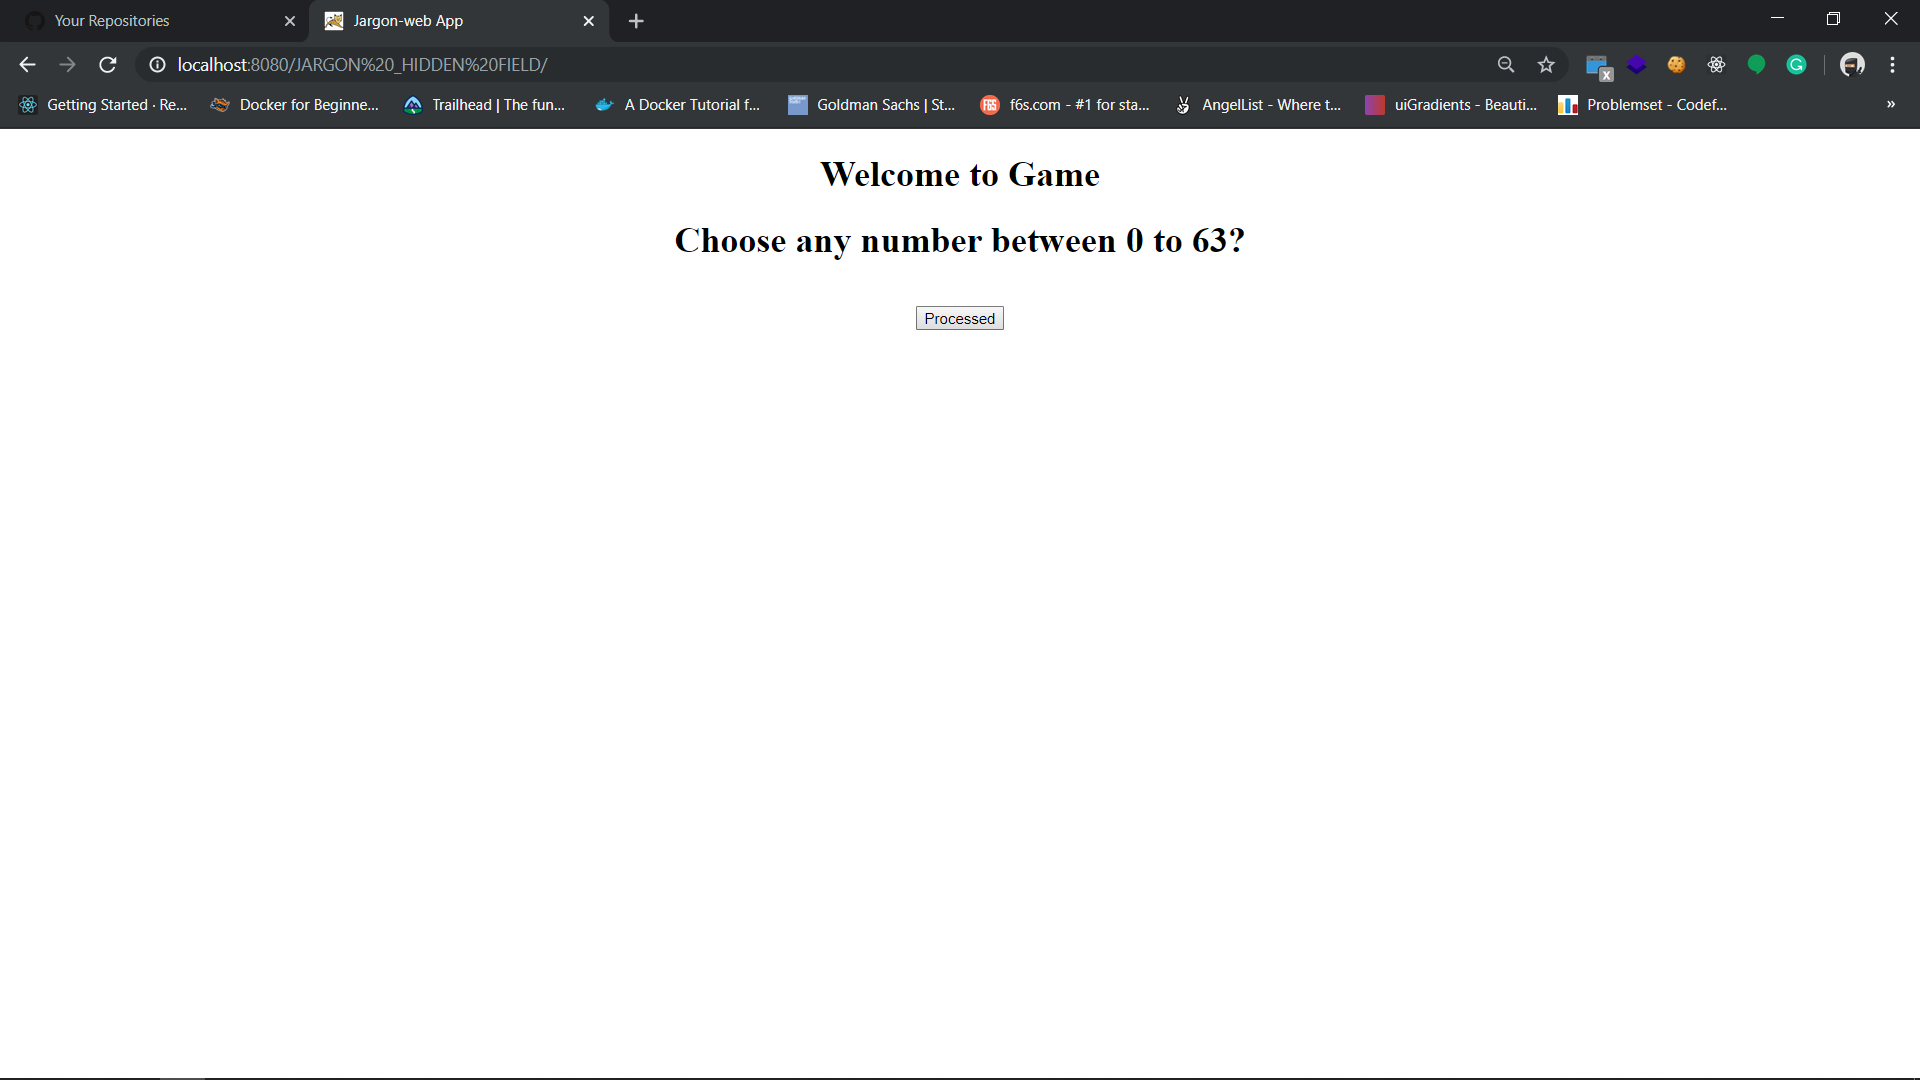 Your Repositories
Jargon-web App
localhost:8080/JARGON%20_HIDDEN%20FIELD/
x
Getting Started · Re...
Docker for Beginne...
Trailhead | The fun...
A Docker Tutorial f...
Goldman Sachs | St...
F6S
f6s.com - #1 for sta...
AngelList - Where t...
uiGradients - Beauti...
Problemset - Codef...
»
Welcome to Game
Choose any number between 0 to 63?
Processed